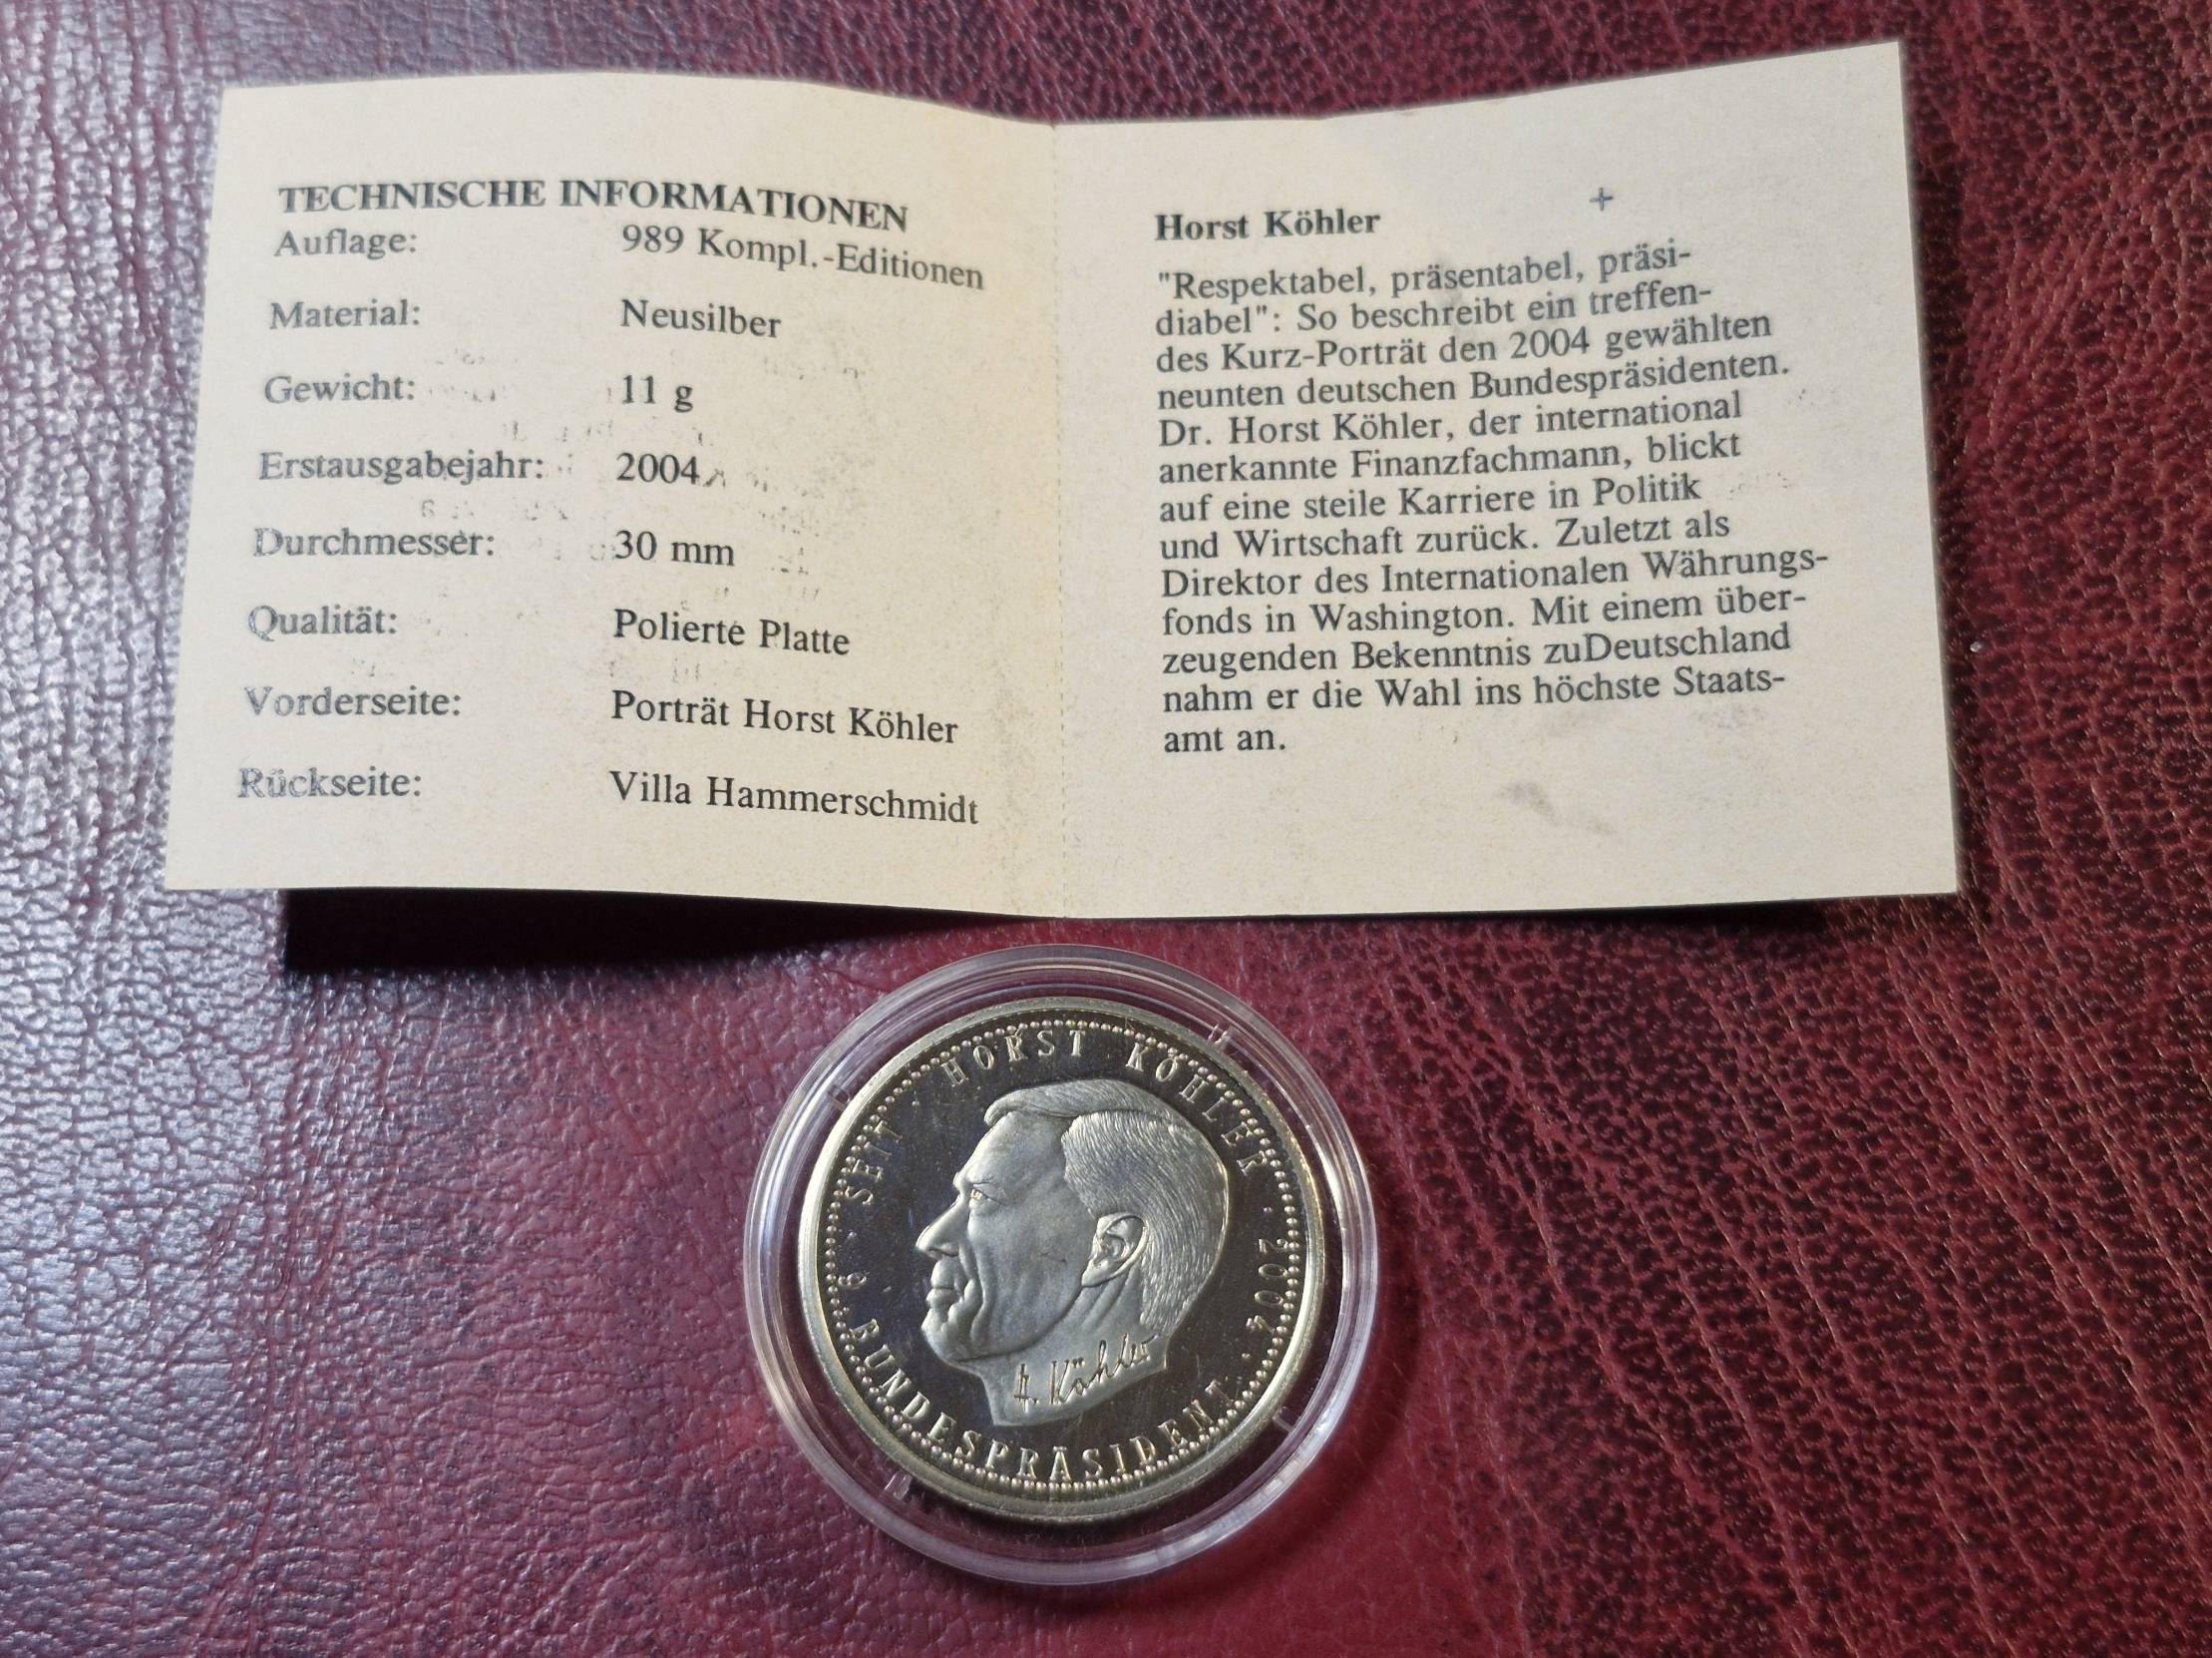 TECHNISCHE INFORMATIONEN
Auflage: 989 Kompl.-Editionen
Material: Neusilber
Gewicht: 11 g
Erstausgabejahr: 2004
Durchmesser: 30 mm
Qualität: Polierte Platte
Vorderseite: Porträt Horst Köhler
Rückseite: Villa Hammerschmidt
Horst Köhler +
"Respektabel, präsentabel, präsi-
diabel": So beschreibt ein treffen-
des Kurz-Porträt den 2004 gewählten
neunten deutschen Bundespräsidenten.
Dr. Horst Köhler, der international
anerkannte Finanzfachmann, blickt
auf eine steile Karriere in Politik
und Wirtschaft zurück. Zuletzt als
Direktor des Internationalen Währungs-
fonds in Washington. Mit einem über-
zeugenden Bekenntnis zuDeutschland
nahm er die Wahl ins höchste Staats-
amt an.
SEIT · HORST KÖHLER · 2004 ·
9. BUNDESPRÄSIDENT
H. Köhler